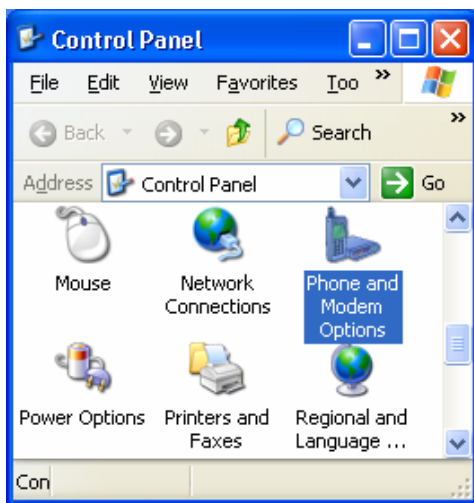 Control Panel
File Edit View Favorites Too »
Back Search »
Address Control Panel Go
Mouse Network Connections Phone and Modem Options
Power Options Printers and Faxes Regional and Language ...
Con